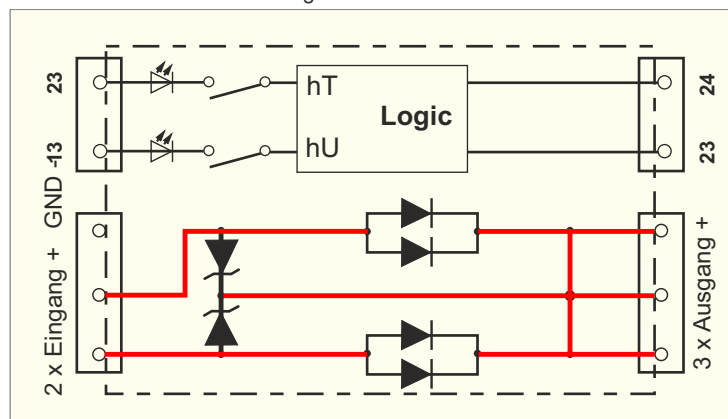 23
-13
GND
2 x Eingang +
hT
hU
Logic
24
23
3 x Ausgang +